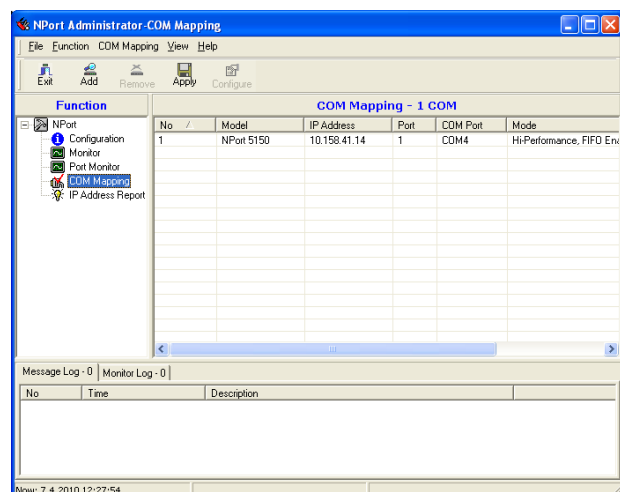 NPort Administrator-COM Mapping
File Function COM Mapping View Help
Exit Add Remove Apply Configure
Function
COM Mapping - 1 COM
NPort
Configuration
Monitor
Port Monitor
COM Mapping
IP Address Report
No Model IP Address Port COM Port Mode
1 NPort 5150 10.158.41.14 1 COM4 Hi-Performance, FIFO Ena
Message Log - 0 Monitor Log - 0
No Time Description
Now: 7.4.2010 12:27:54